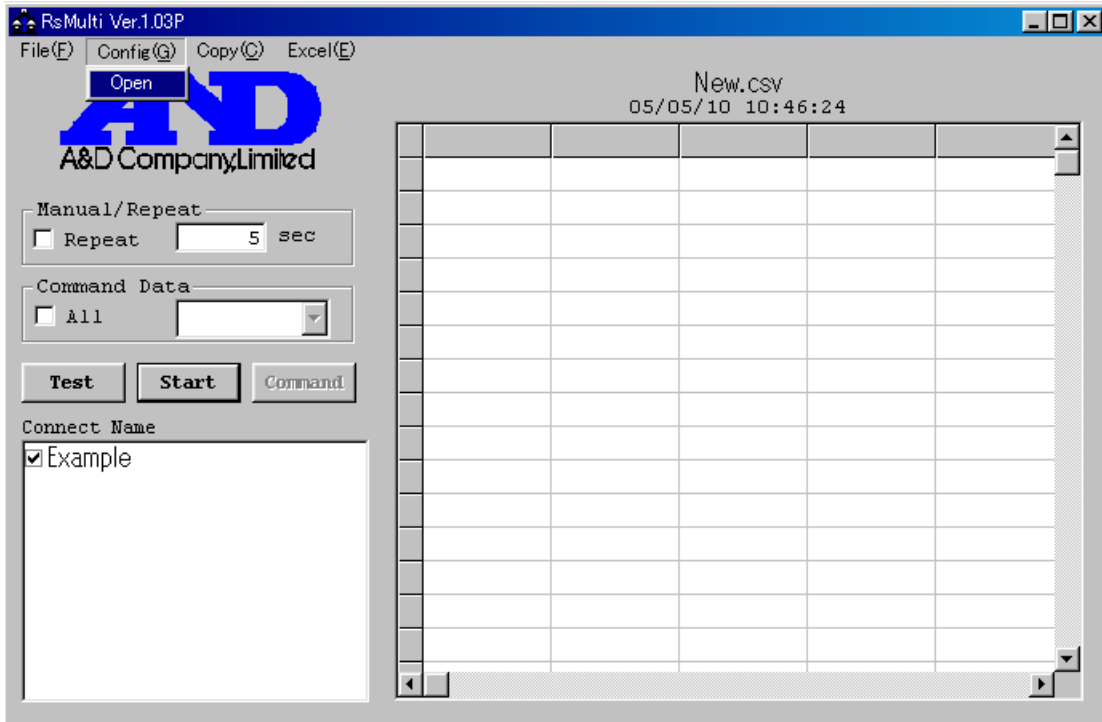 RsMulti Ver.1.03P
File(F) Config(G) Copy(C) Excel(E)
Open
AND
A&D Company,Limited
Manual/Repeat
Repeat 5 sec
Command Data
All
Test Start Command
Connect Name
Example
New.csv
05/05/10 10:46:24